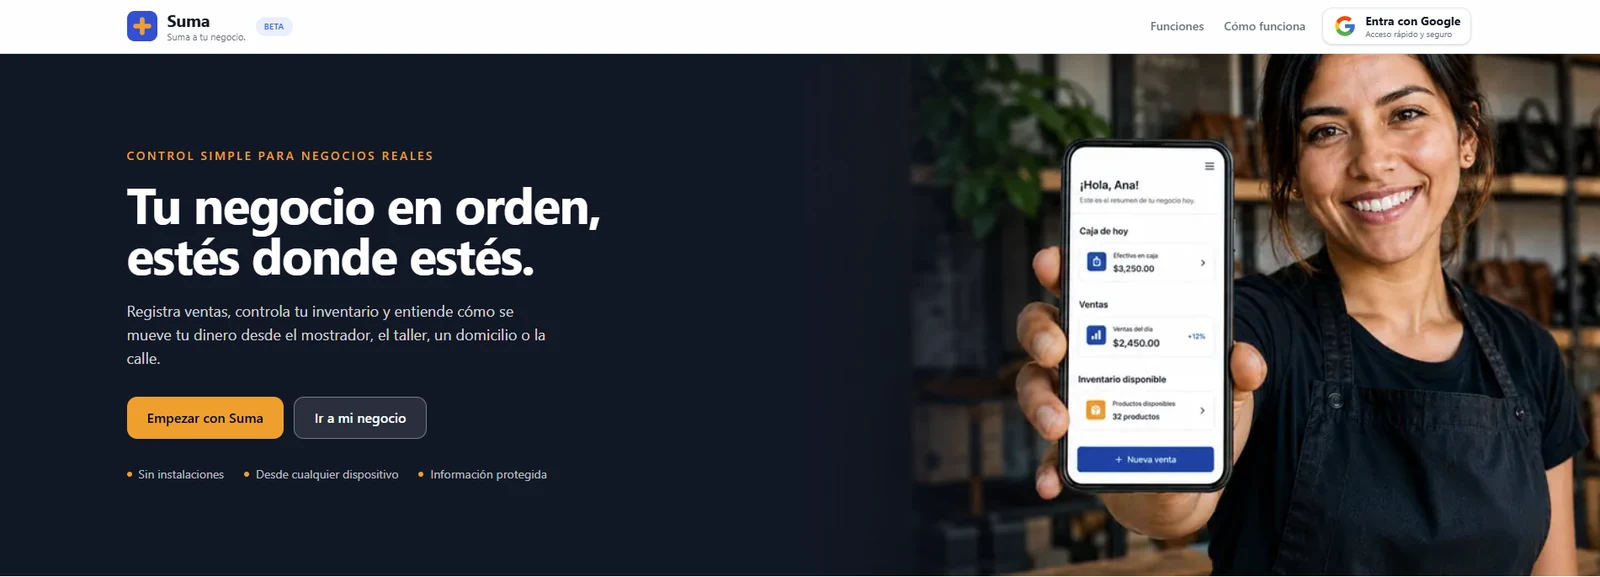 Suma
Suma a tu negocio.
BETA
Funciones
Cómo funciona
Entra con Google
Acceso rápido y seguro
CONTROL SIMPLE PARA NEGOCIOS REALES
Tu negocio en orden,
estés donde estés.
Registra ventas, controla tu inventario y entiende cómo se
mueve tu dinero desde el mostrador, el taller, un domicilio o la
calle.
Empezar con Suma
Ir a mi negocio
Sin instalaciones
Desde cualquier dispositivo
Información protegida
¡Hola, Ana!
Este es el resumen de tu negocio hoy.
Caja de hoy
Efectivo en caja
$3,250.00
Ventas
Ventas del día
$2,450.00
+12%
Inventario disponible
Productos disponibles
32 productos
+ Nueva venta